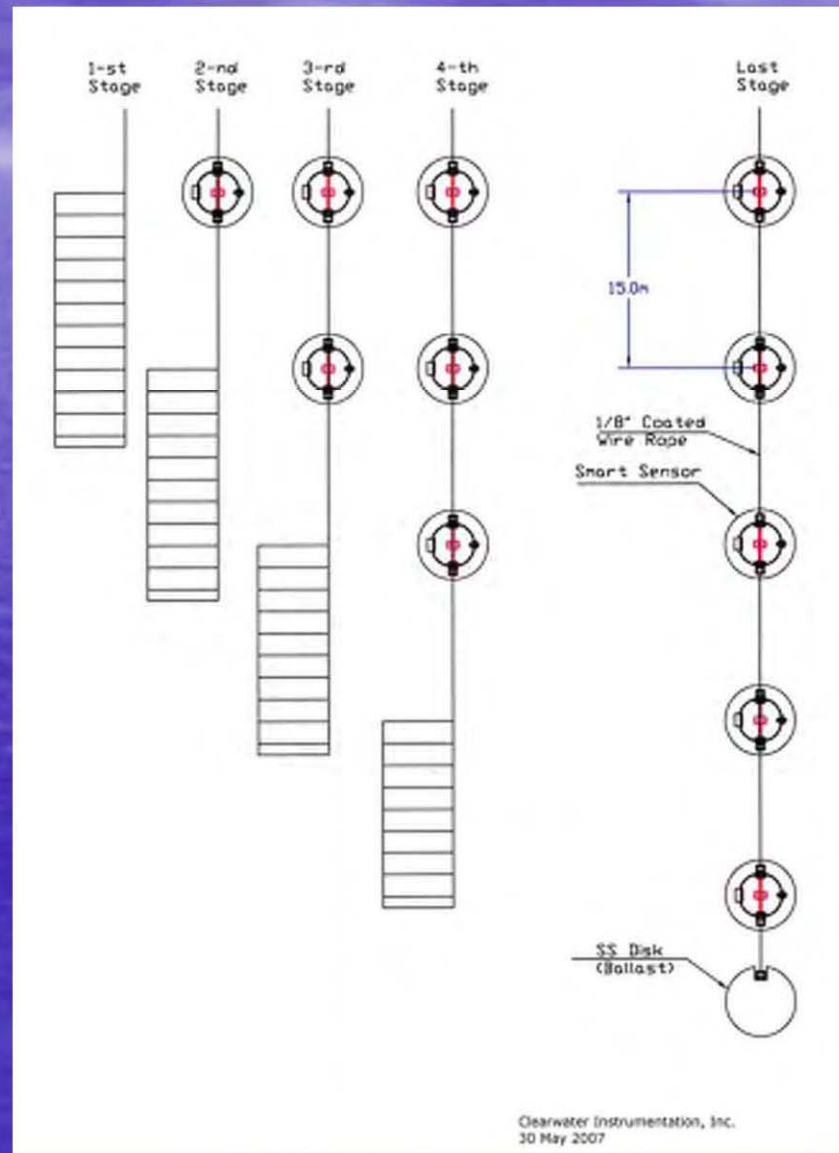 1-st
Stage
2-nd
Stage
3-rd
Stage
4-th
Stage
Last
Stage
15.0m
1/8" Coated
Wire Rope
Smart Sensor
SS Disk
(Ballast)
Clearwater Instrumentation, Inc.
30 May 2007